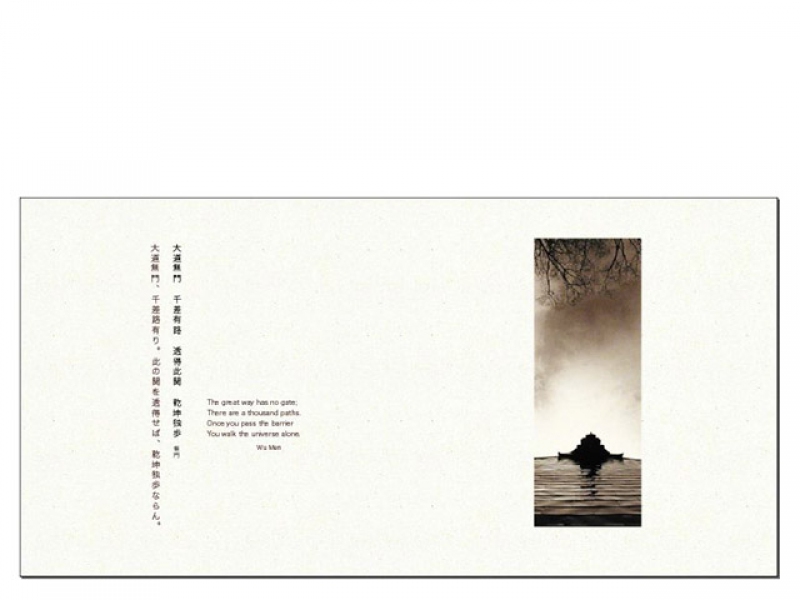 大道無門　千差有路　透得此関　乾坤独歩　無門
大道無門、千差路有り。此の関を透得せば、乾坤独歩ならん。
The great way has no gate;
There are a thousand paths.
Once you pass the barrier
You walk the universe alone.
Wu Men